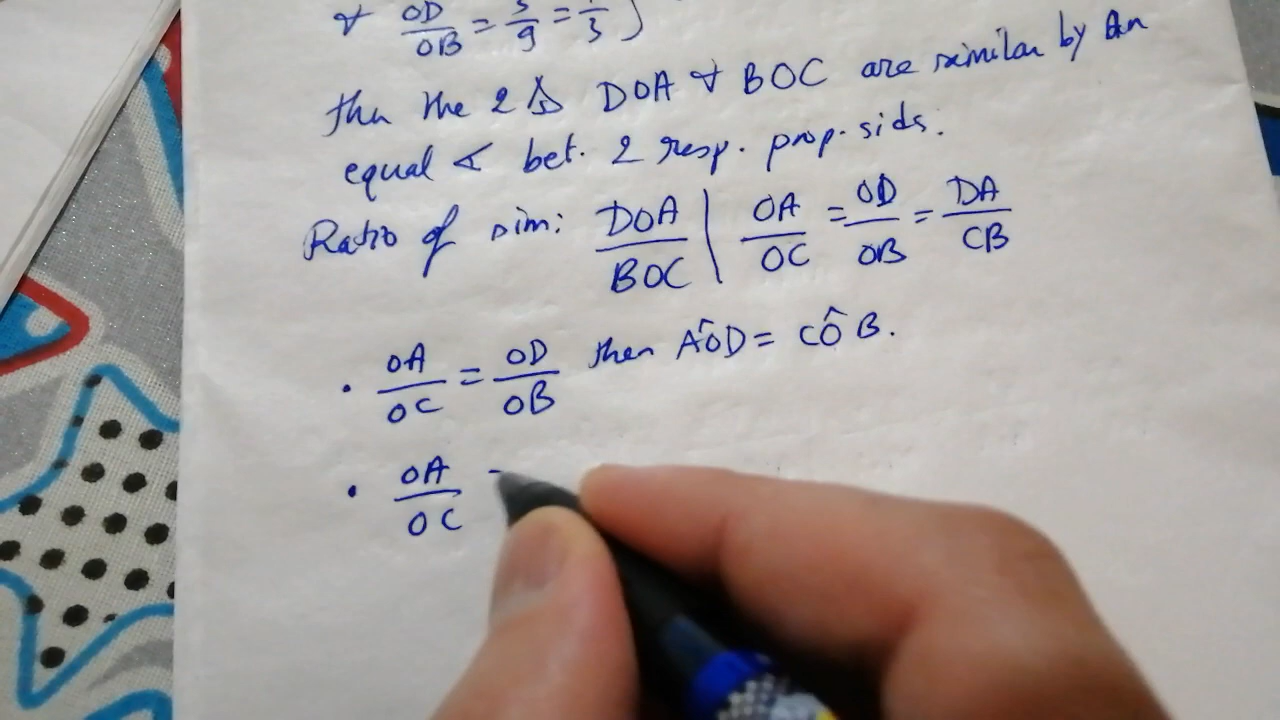 & OD/OB = 3/9 = 1/3 )
then the 2 Δs DOA & BOC are similar by An
equal ∢ bet. 2 resp. prop. sids.
Ratio of sim: DOA/BOC | OA/OC = OD/OB = DA/CB
• OA/OC = OD/OB then AÔD = CÔB.
• OA/OC -